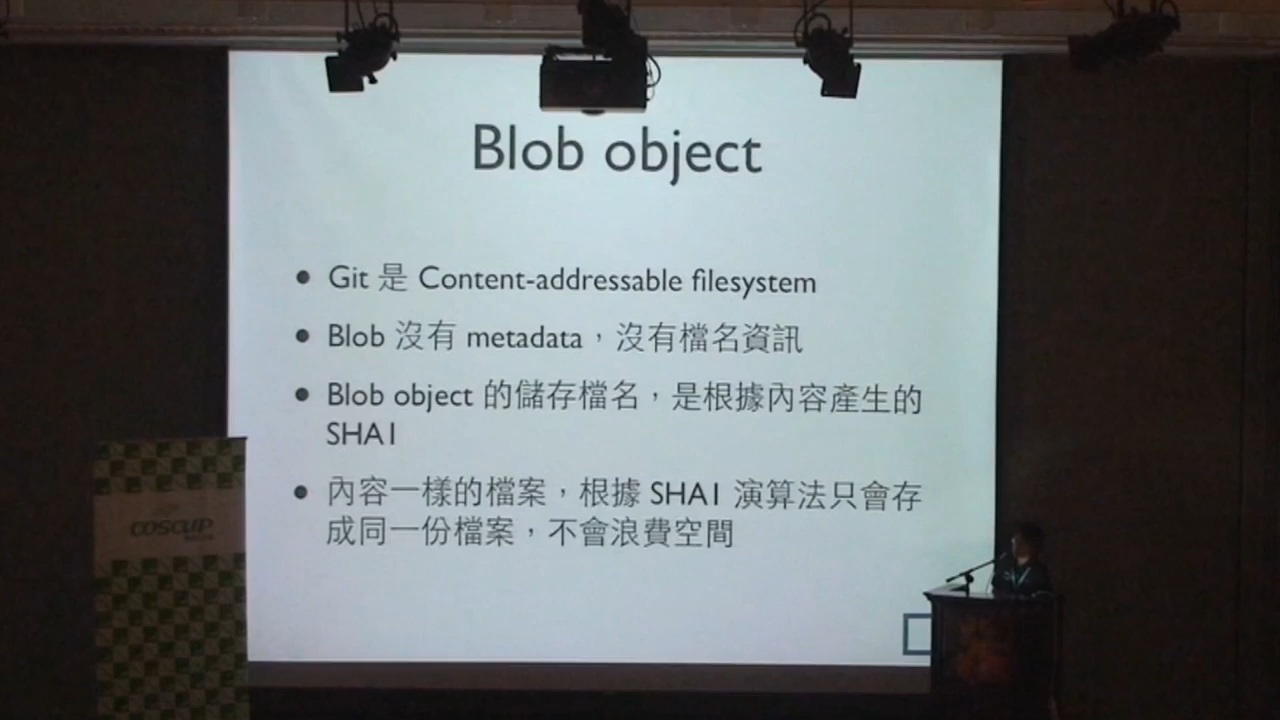 Blob object
Git 是 Content-addressable filesystem
Blob 沒有 metadata，沒有檔名資訊
Blob object 的儲存檔名，是根據內容產生的
SHA1
內容一樣的檔案，根據 SHA1 演算法只會存
成同一份檔案，不會浪費空間
COSCUP